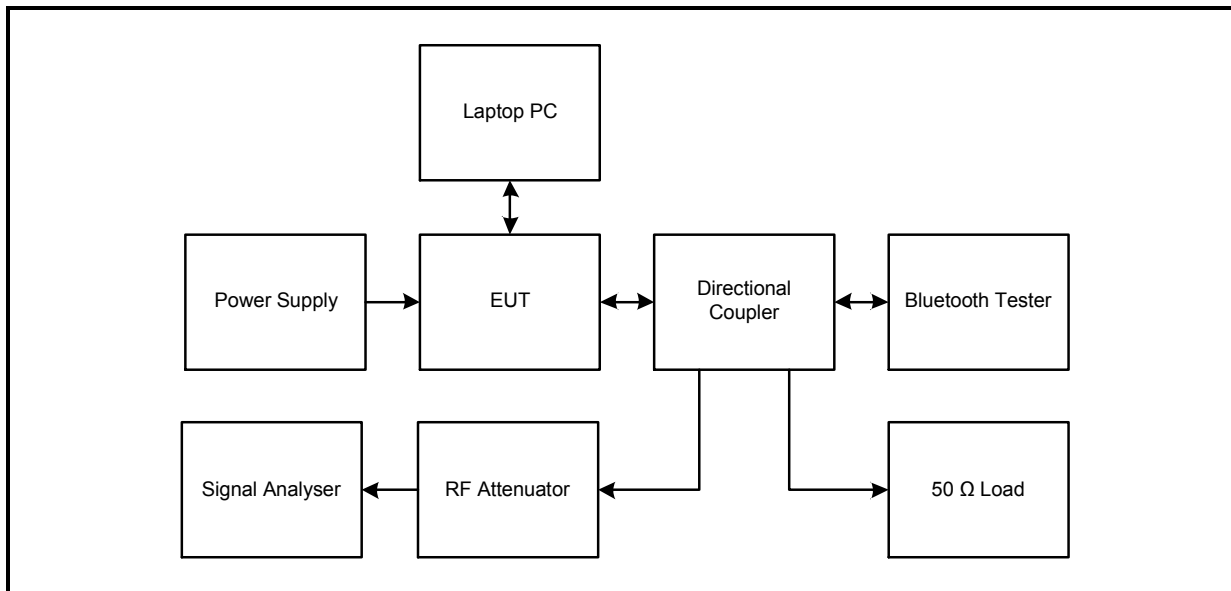 Laptop PC
Power Supply
EUT
Directional
Coupler
Bluetooth Tester
Signal Analyser
RF Attenuator
50 Ω Load